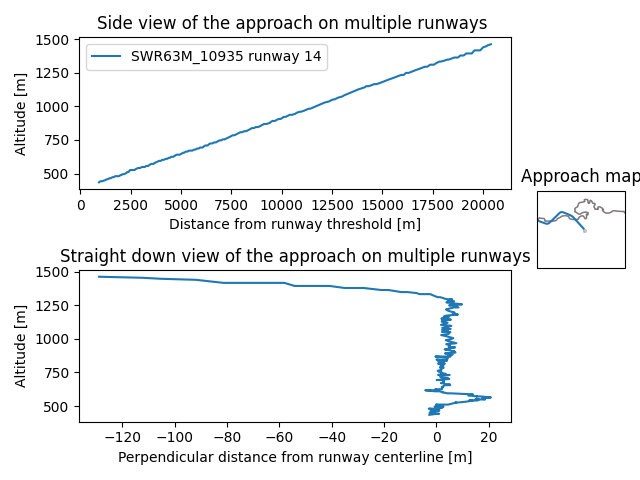 Side view of the approach on multiple runways
1500
1250
1000
750
500
Altitude [m]
SWR63M_10935 runway 14
0 2500 5000 7500 10000 12500 15000 17500 20000
Distance from runway threshold [m]
Approach map
Straight down view of the approach on multiple runways
1500
1250
1000
750
500
Altitude [m]
−120 −100 −80 −60 −40 −20 0 20
Perpendicular distance from runway centerline [m]